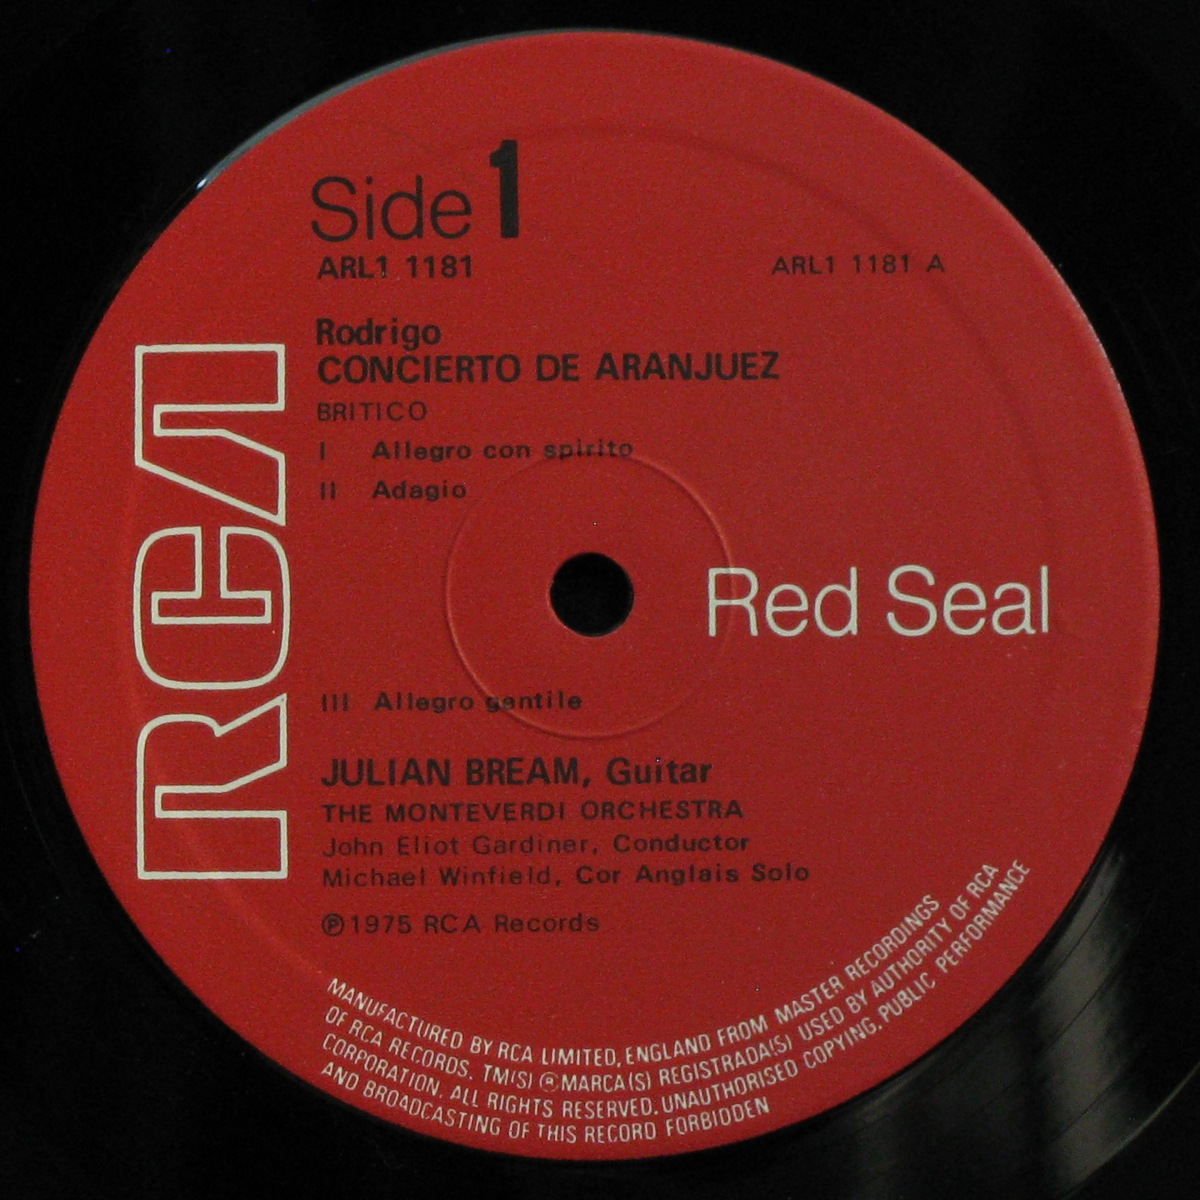 Side 1
ARL1 1181
ARL1 1181 A
Rodrigo
CONCIERTO DE ARANJUEZ
BRITICO
I Allegro con spirito
II Adagio
RCA
Red Seal
III Allegro gentile
JULIAN BREAM, Guitar
THE MONTEVERDI ORCHESTRA
John Eliot Gardiner, Conductor
Michael Winfield, Cor Anglais Solo
℗1975 RCA Records
MANUFACTURED BY RCA LIMITED, ENGLAND FROM MASTER RECORDINGS
OF RCA RECORDS. TM(S) ® MARCA(S) REGISTRADA(S) USED BY AUTHORITY OF RCA
CORPORATION. ALL RIGHTS RESERVED. UNAUTHORISED COPYING, PUBLIC PERFORMANCE
AND BROADCASTING OF THIS RECORD FORBIDDEN